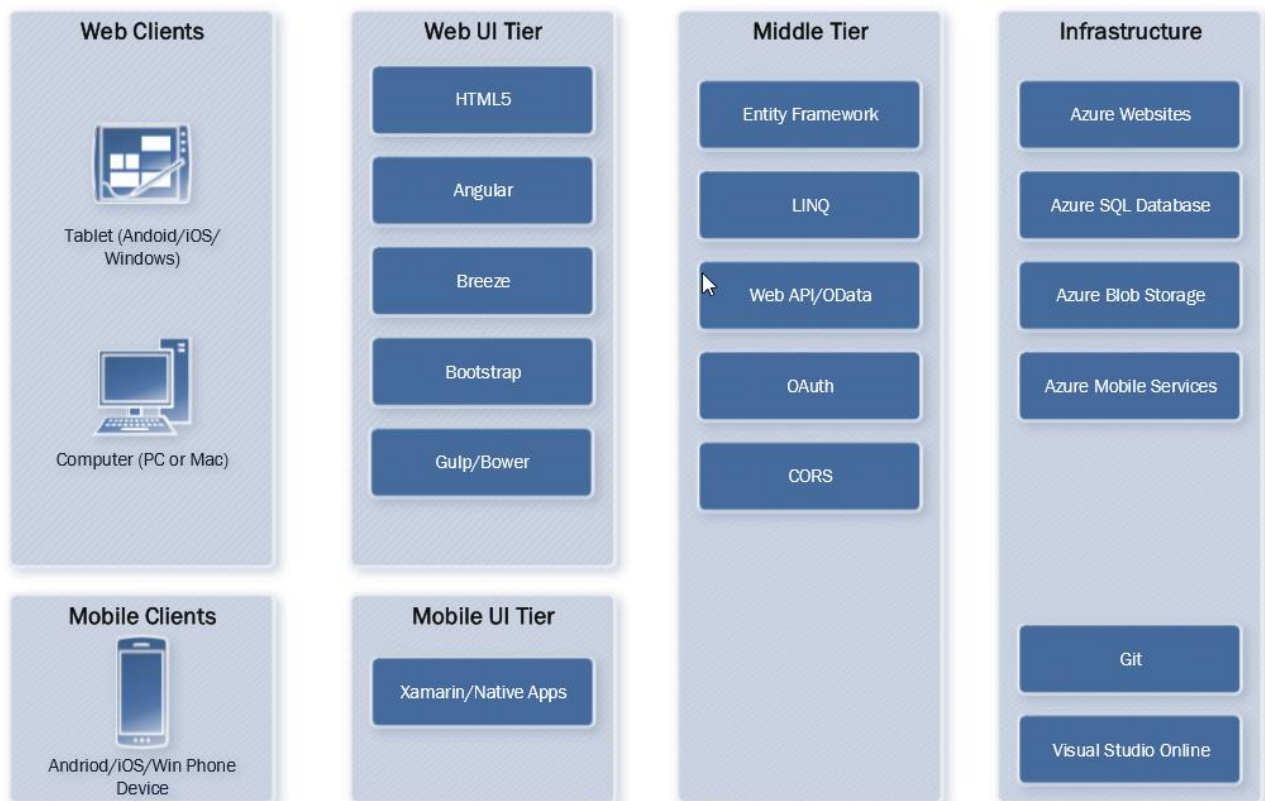 Web Clients
Tablet (Andoid/iOS/
Windows)
Computer (PC or Mac)
Mobile Clients
Andriod/iOS/Win Phone
Device
Web UI Tier
HTML5
Angular
Breeze
Bootstrap
Gulp/Bower
Mobile UI Tier
Xamarin/Native Apps
Middle Tier
Entity Framework
LINQ
Web API/OData
OAuth
CORS
Infrastructure
Azure Websites
Azure SQL Database
Azure Blob Storage
Azure Mobile Services
Git
Visual Studio Online